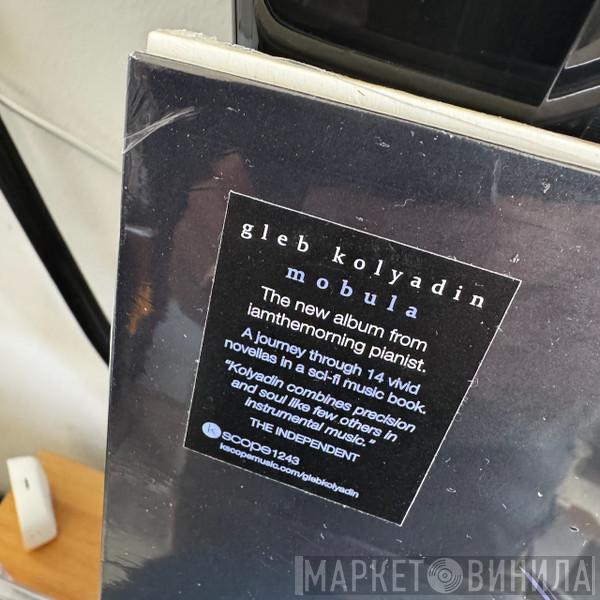 gleb kolyadin
mobula
The new album from
iamthemorning pianist.
A journey through 14 vivid
novellas in a sci-fi music book.
"Kolyadin combines precision
and soul like few others in
instrumental music."
THE INDEPENDENT
kscope1243
kscopemusic.com/glebkolyadin
МАРКЕТ ВИНИЛА